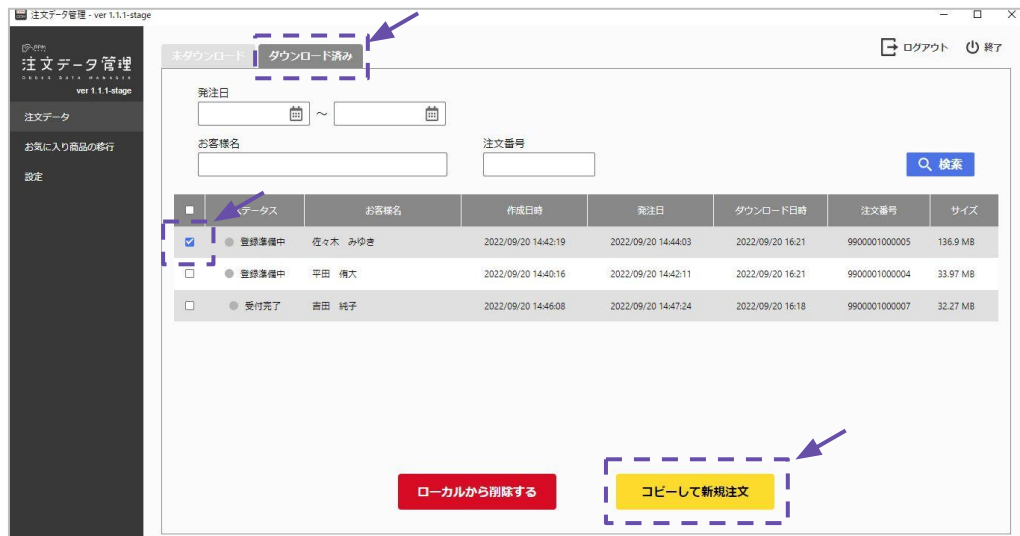 注文データ管理 - ver 1.1.1-stage
注文データ管理
ORDER DATA MANAGER
ver 1.1.1-stage
注文データ
お気に入り商品の移行
設定
未ダウンロード ダウンロード済み
ログアウト 終了
発注日
~
お客様名 注文番号
検索
ステータス お客様名 作成日時 発注日 ダウンロード日時 注文番号 サイズ
登録準備中 佐々木 みゆき 2022/09/20 14:42:19 2022/09/20 14:44:03 2022/09/20 16:21 9900001000005 136.9 MB
登録準備中 平田 侑大 2022/09/20 14:40:16 2022/09/20 14:42:11 2022/09/20 16:21 9900001000004 33.97 MB
受付完了 吉田 純子 2022/09/20 14:46:08 2022/09/20 14:47:24 2022/09/20 16:18 9900001000007 32.27 MB
ローカルから削除する コピーして新規注文